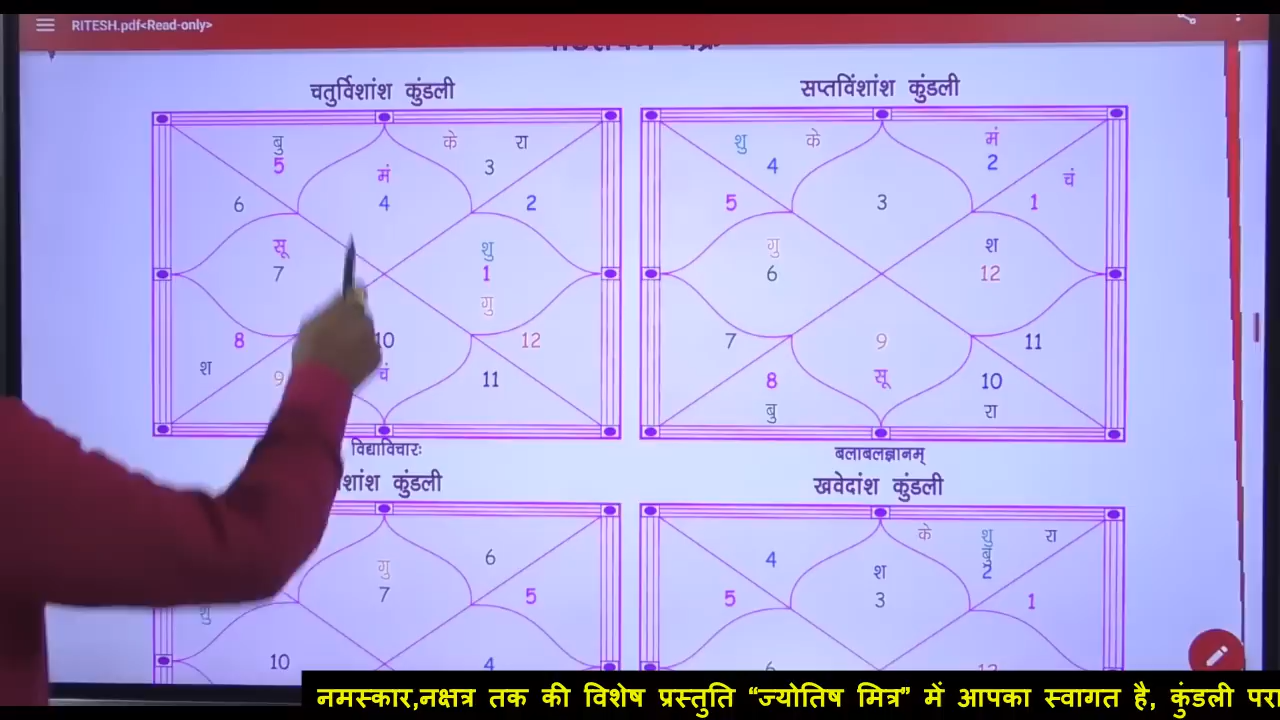 RITESH.pdf<Read-only>
चतुर्विशांश कुंडली
बु
5
के
रा
3
मं
4
6
2
सू
7
शु
1
गु
8
श
9
10
चं
12
11
विद्याविचारः
सप्तविंशांश कुंडली
शु
के
4
मं
2
चं
5
3
1
गु
6
श
12
7
9
सू
11
8
बु
10
रा
बलाबलज्ञानम्
शांश कुंडली
गु
7
6
5
शु
10
4
खवेदांश कुंडली
4
के
शु
बु
2
रा
श
3
5
1
नमस्कार,नक्षत्र तक की विशेष प्रस्तुति “ज्योतिष मित्र” में आपका स्वागत है, कुंडली पर